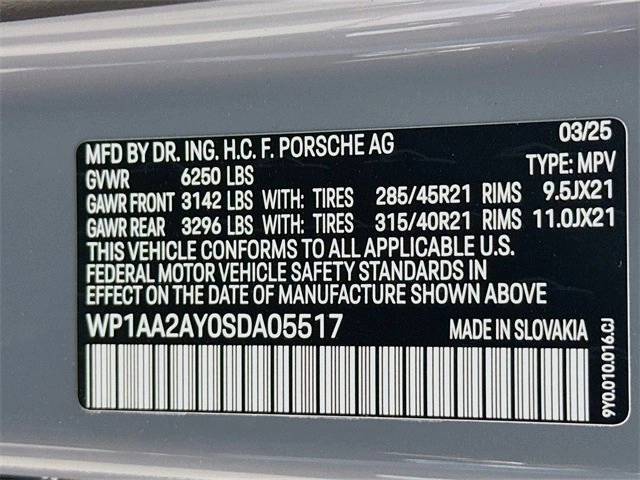 MFD BY DR. ING. H.C. F. PORSCHE AG 03/25
GVWR 6250 LBS TYPE: MPV
GAWR FRONT 3142 LBS WITH: TIRES 285/45R21 RIMS 9.5JX21
GAWR REAR 3296 LBS WITH: TIRES 315/40R21 RIMS 11.0JX21
THIS VEHICLE CONFORMS TO ALL APPLICABLE U.S.
FEDERAL MOTOR VEHICLE SAFETY STANDARDS IN
EFFECT ON THE DATE OF MANUFACTURE SHOWN ABOVE
WP1AA2AY0SDA05517 MADE IN SLOVAKIA
9Y0.010.016.CJ